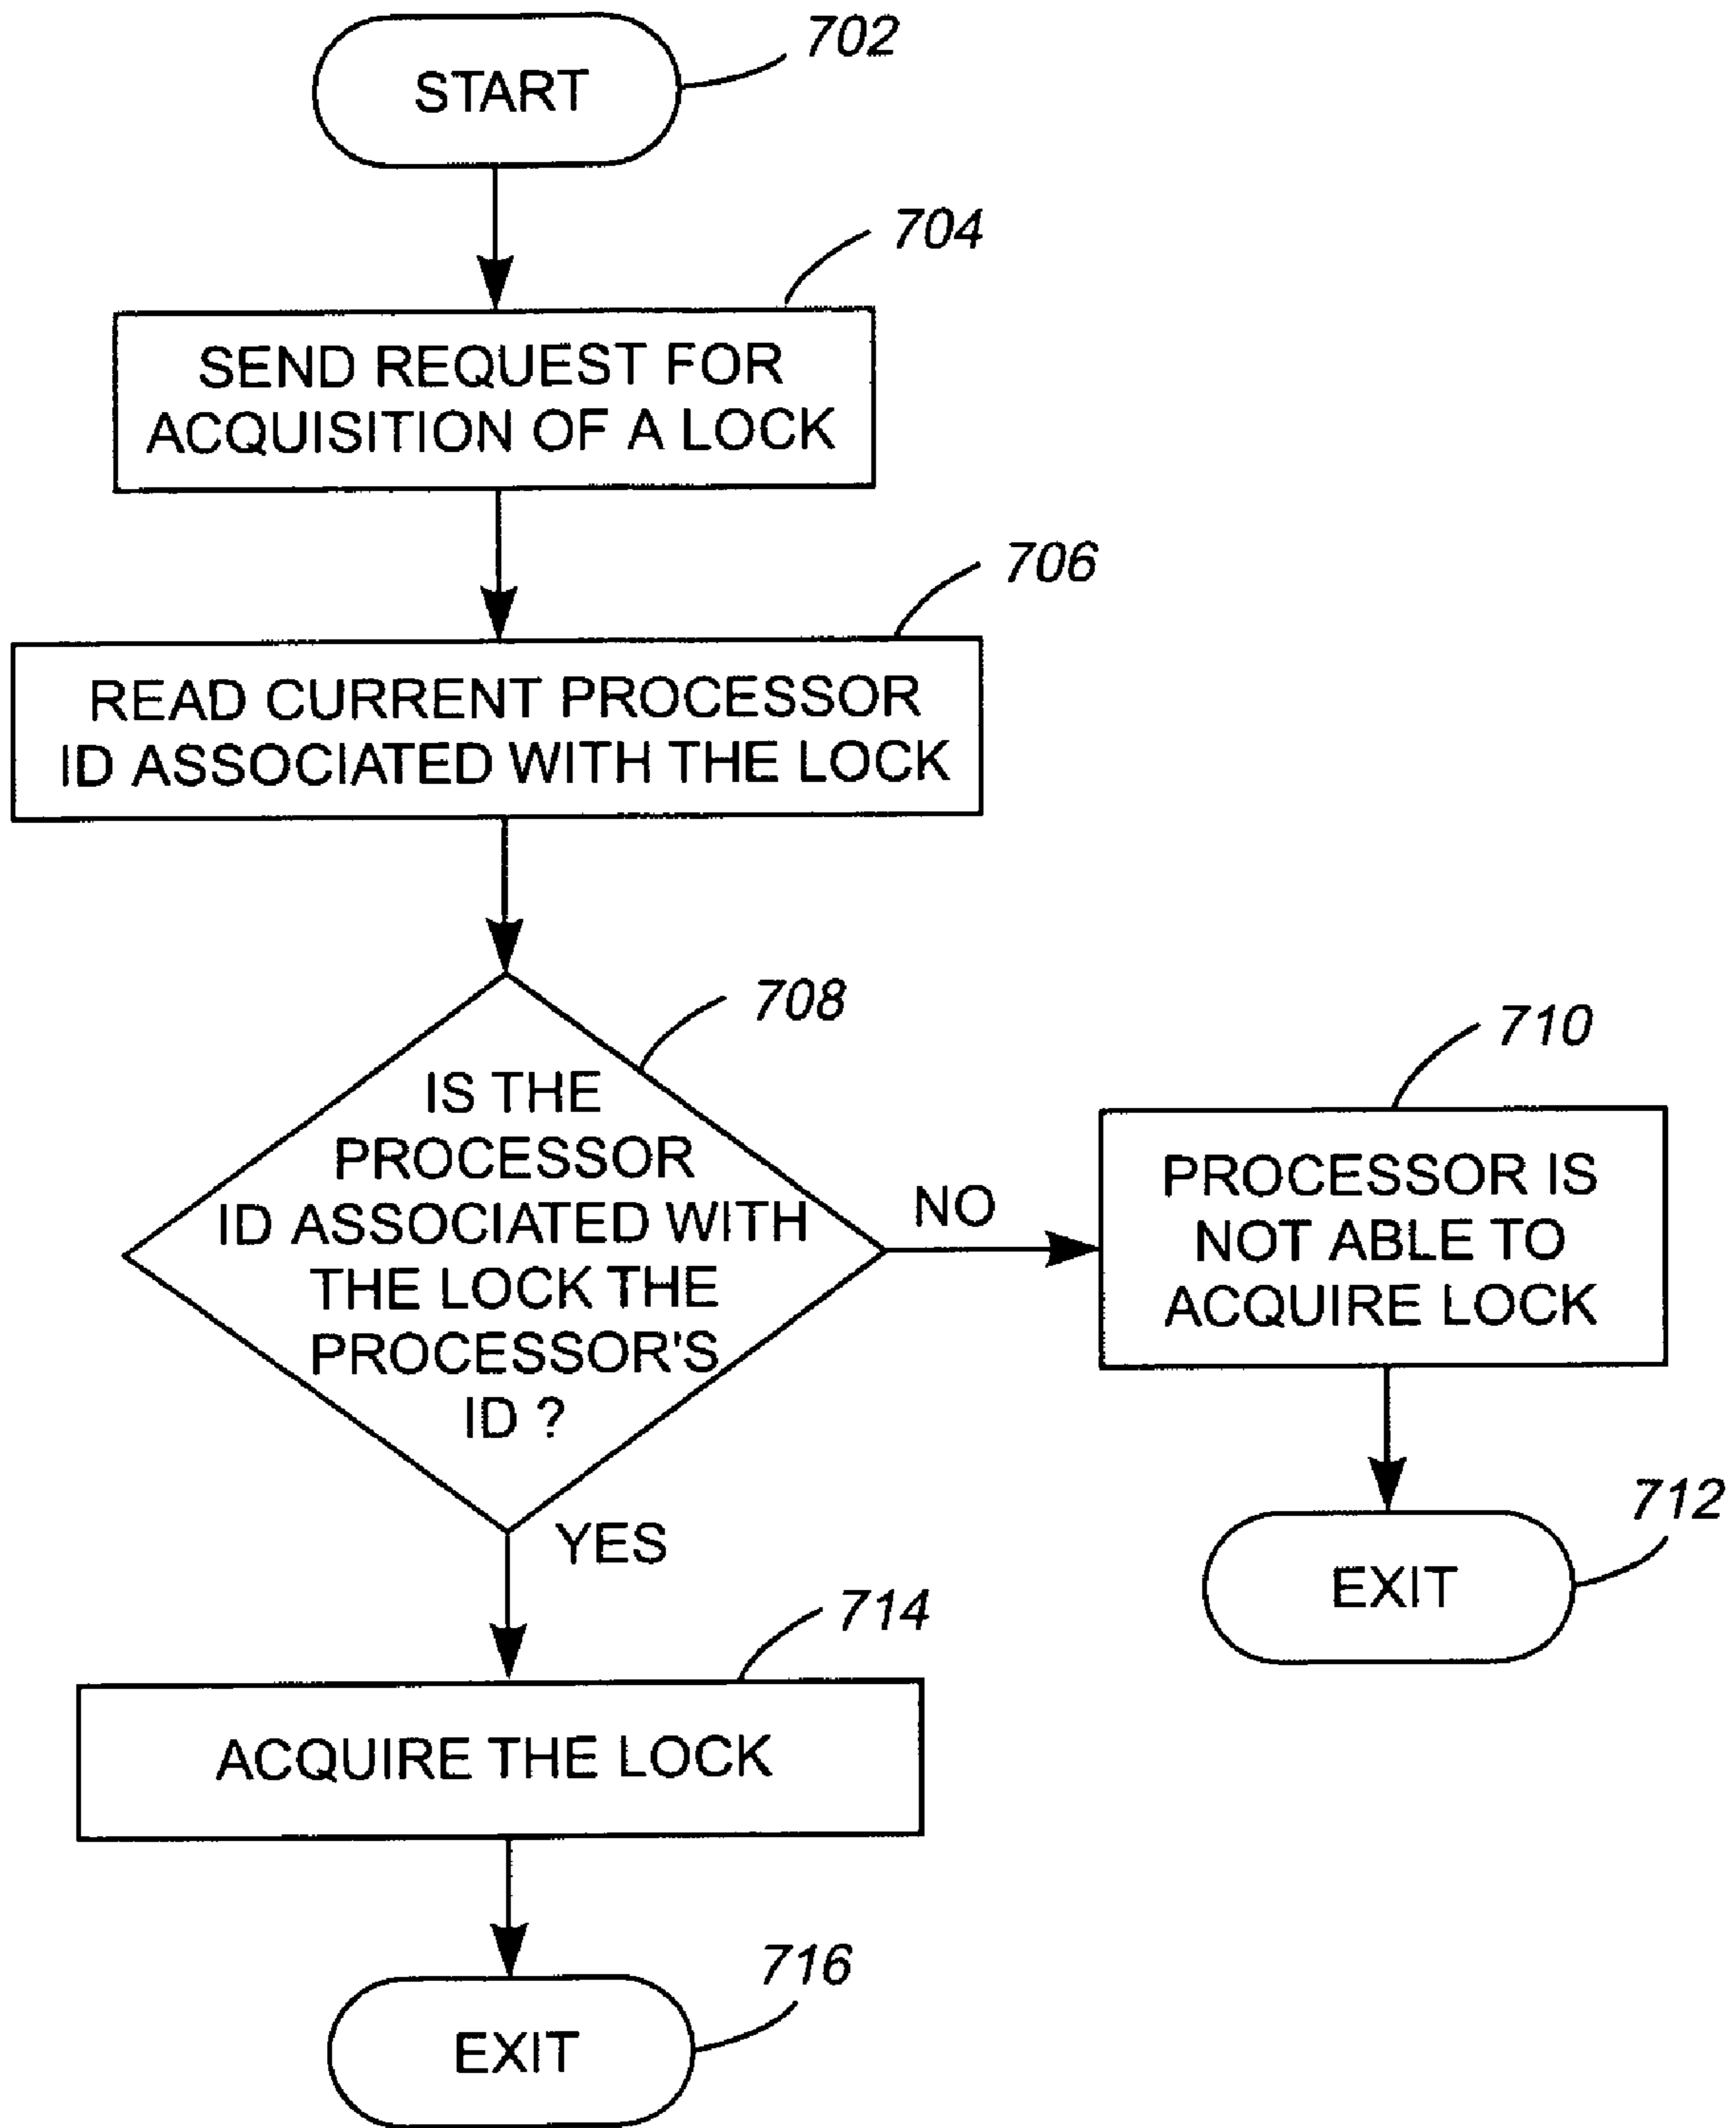 702
START
704
SEND REQUEST FOR
ACQUISITION OF A LOCK
706
READ CURRENT PROCESSOR
ID ASSOCIATED WITH THE LOCK
708
IS THE
PROCESSOR
ID ASSOCIATED WITH
THE LOCK THE
PROCESSOR'S
ID ?
NO
710
PROCESSOR IS
NOT ABLE TO
ACQUIRE LOCK
712
EXIT
YES
714
ACQUIRE THE LOCK
716
EXIT